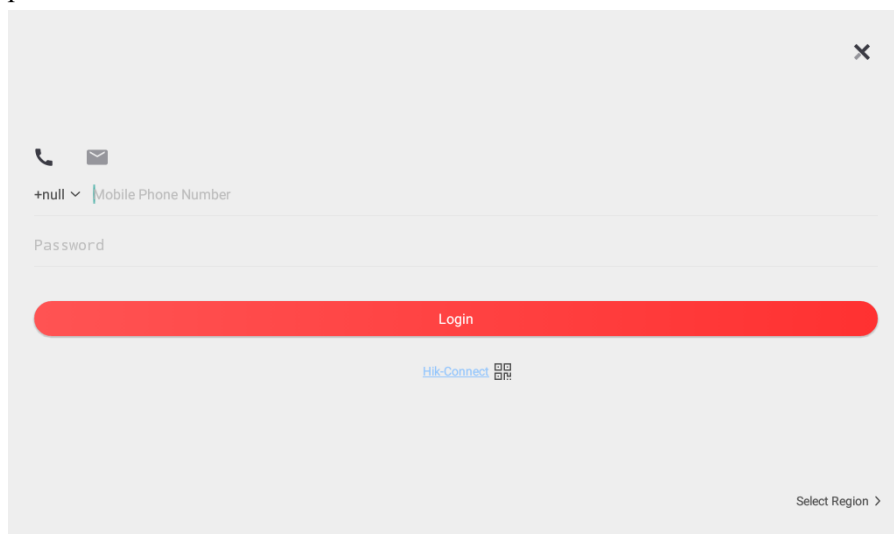 +null Mobile Phone Number
Password
Login
Hik-Connect
Select Region